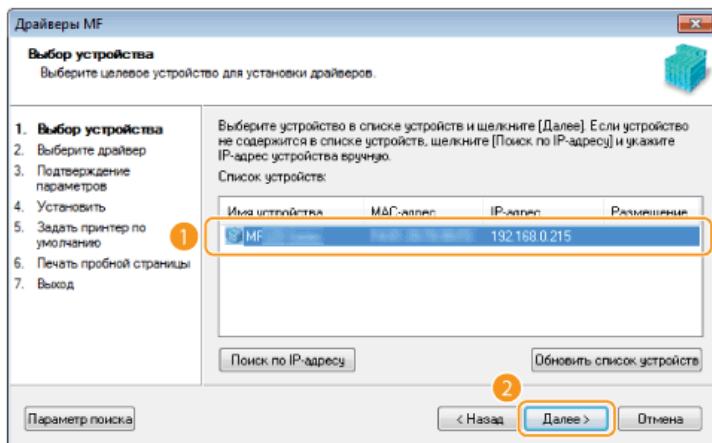 Драйверы MF
Выбор устройства
Выберите целевое устройство для установки драйверов.
1. Выбор устройства
2. Выберите драйвер
3. Подтверждение
параметров
4. Установить
5. Задать принтер по
умолчанию
6. Печать пробной страницы
7. Выход
Выберите устройство в списке устройств и щелкните [Далее]. Если устройство
не содержится в списке устройств, щелкните [Поиск по IP-адресу] и укажите
IP-адрес устройства вручную.
Список устройств:
Имя устройства MAC-адрес IP-адрес Размещение
1 MF 192.168.0.215
Поиск по IP-адресу Обновить список устройств
2
Параметр поиска < Назад Далее > Отмена